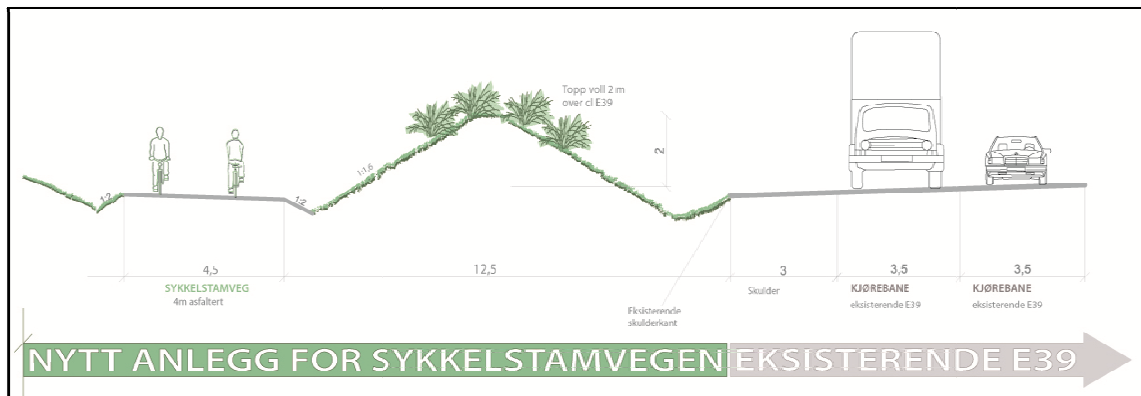 Topp voll 2 m
over cl E39
1:2
1:2
1:1,6
2
4,5
12,5
3
3,5
3,5
SYKKELSTAMVEG
4m asfaltert
Skulder
KJØREBANE
eksisterende E39
KJØREBANE
eksisterende E39
Eksisterende
skulderkant
NYTT ANLEGG FOR SYKKELSTAMVEGEN
EKSISTERENDE E39